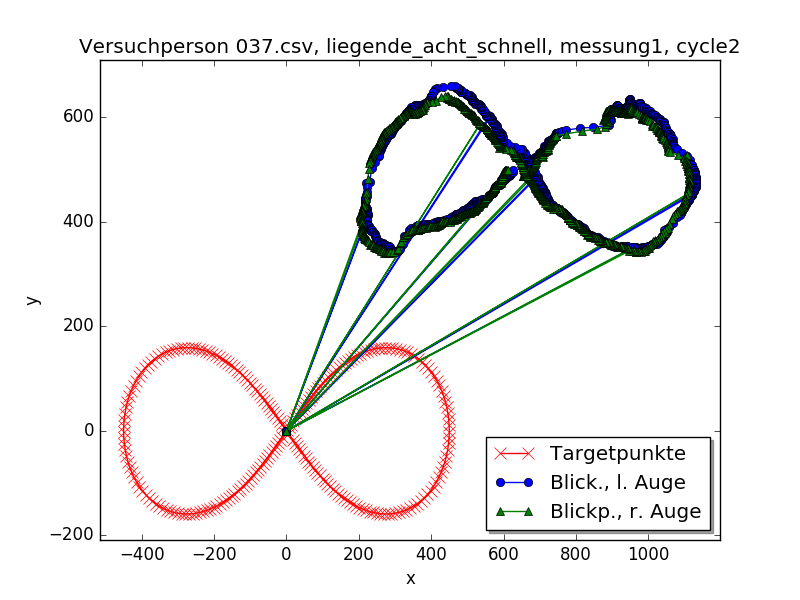 Versuchperson 037.csv, liegende_acht_schnell, messung1, cycle2
600
400
200
0
−200
y
−400
−200
0
200
400
600
800
1000
x
Targetpunkte
Blick., l. Auge
Blickp., r. Auge